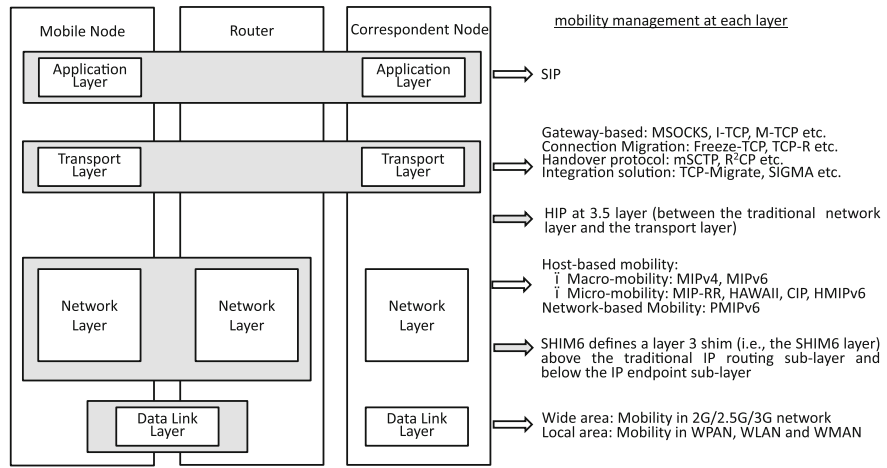 Mobile Node
Router
Correspondent Node
mobility management at each layer
Application
Layer
Application
Layer
SIP
Transport
Layer
Transport
Layer
Gateway-based: MSOCKS, I-TCP, M-TCP etc.
Connection Migration: Freeze-TCP, TCP-R etc.
Handover protocol: mSCTP, R²CP etc.
Integration solution: TCP-Migrate, SIGMA etc.
HIP at 3.5 layer (between the traditional network
layer and the transport layer)
Network
Layer
Network
Layer
Network
Layer
Host-based mobility:
Ï Macro-mobility: MIPv4, MIPv6
Ï Micro-mobility: MIP-RR, HAWAII, CIP, HMIPv6
Network-based Mobility: PMIPv6
SHIM6 defines a layer 3 shim (i.e., the SHIM6 layer)
above the traditional IP routing sub-layer and
below the IP endpoint sub-layer
Data Link
Layer
Data Link
Layer
Wide area: Mobility in 2G/2.5G/3G network
Local area: Mobility in WPAN, WLAN and WMAN